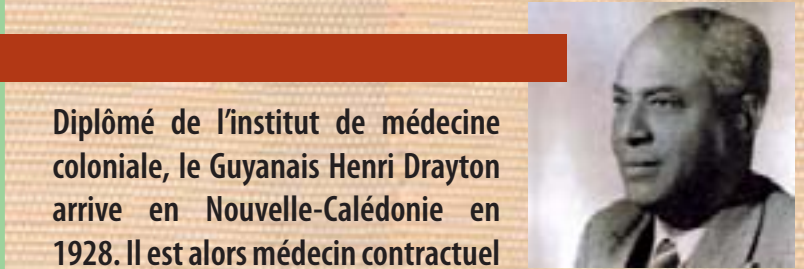 Diplômé de l'institut de médecine
coloniale, le Guyanais Henri Drayton
arrive en Nouvelle-Calédonie en
1928. Il est alors médecin contractuel